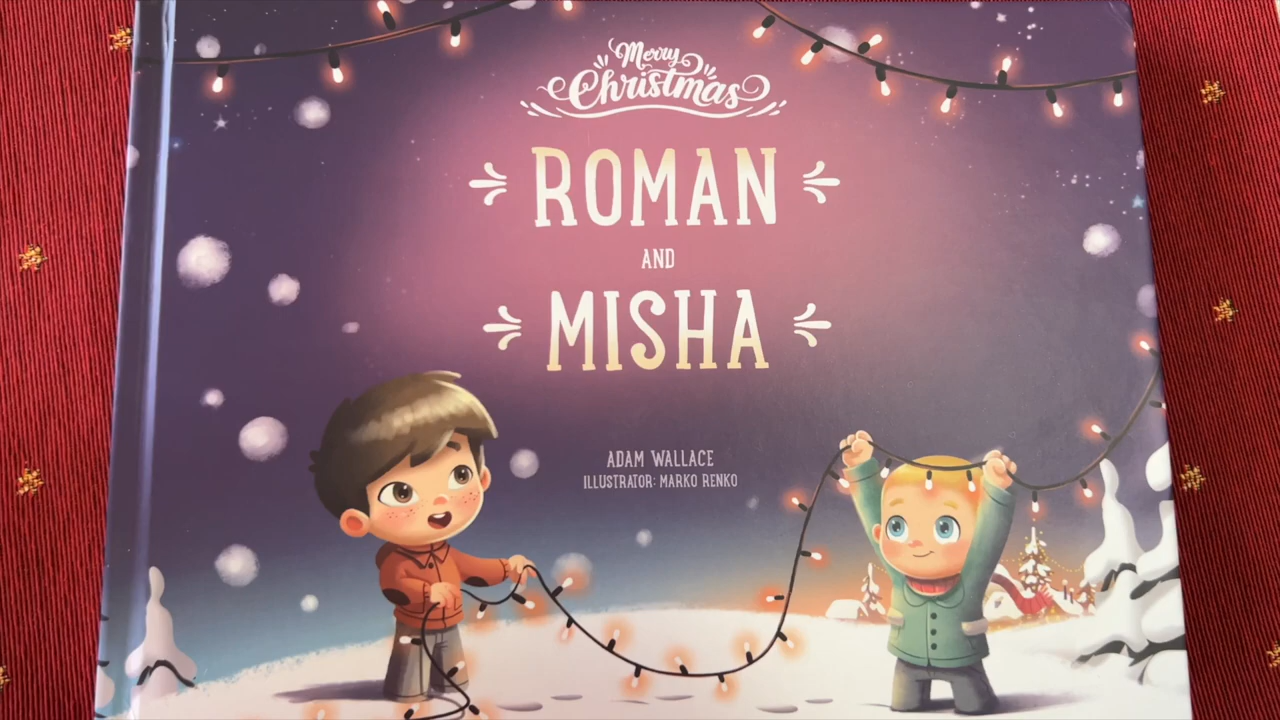 Merry
Christmas
ROMAN
AND
MISHA
ADAM WALLACE
ILLUSTRATOR: MARKO RENKO